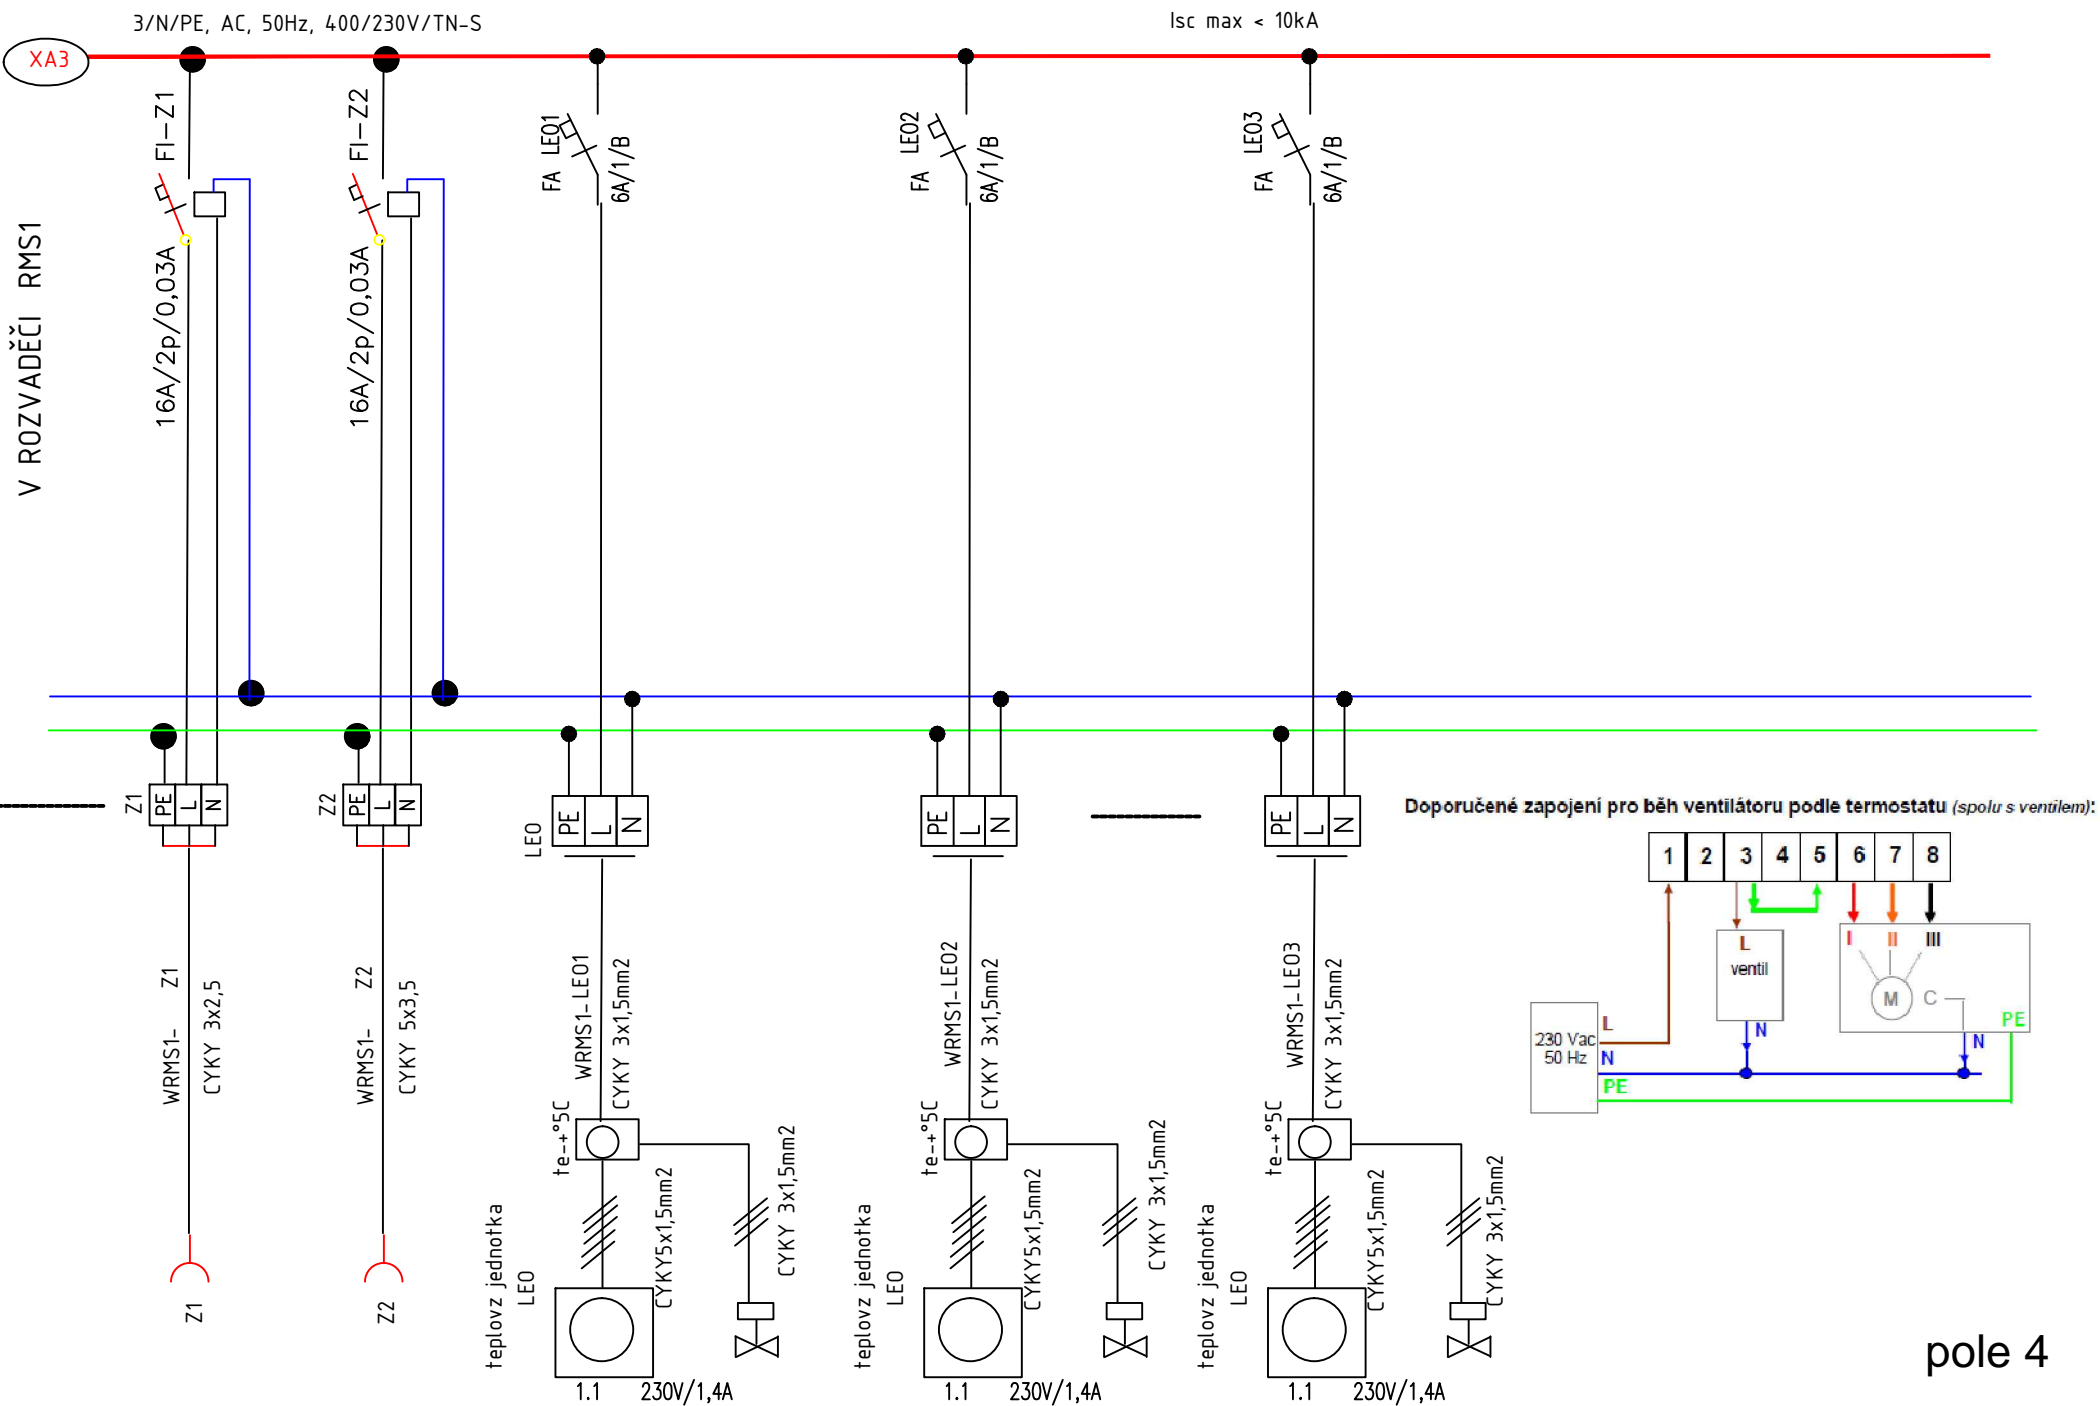 3/N/PE, AC, 50Hz, 400/230V/TN-S
Isc max < 10kA
XA3
V ROZVADĚČI RMS1
FI-Z1
16A/2p/0,03A
FI-Z2
16A/2p/0,03A
FA LEO1
6A/1/B
FA LEO2
6A/1/B
FA LEO3
6A/1/B
Z1
PE L N
Z2
PE L N
LEO
PE L N
PE L N
PE L N
WRMS1- Z1
CYKY 3x2,5
WRMS1- Z2
CYKY 5x3,5
WRMS1-LEO1
CYKY 3x1,5mm2
WRMS1-LEO2
CYKY 3x1,5mm2
WRMS1-LEO3
CYKY 3x1,5mm2
te-+°5C
CYKY5x1,5mm2
CYKY 3x1,5mm2
te-+°5C
CYKY5x1,5mm2
CYKY 3x1,5mm2
te-+°5C
CYKY5x1,5mm2
CYKY 3x1,5mm2
Z1
Z2
teplovz jednotka
LEO
1.1 230V/1,4A
teplovz jednotka
LEO
1.1 230V/1,4A
teplovz jednotka
LEO
1.1 230V/1,4A
Doporučené zapojení pro běh ventilátoru podle termostatu (spolu s ventilem):
1 2 3 4 5 6 7 8
L
ventil
N
I II III
M C
PE
N
230 Vac
50 Hz
L
N
PE
pole 4